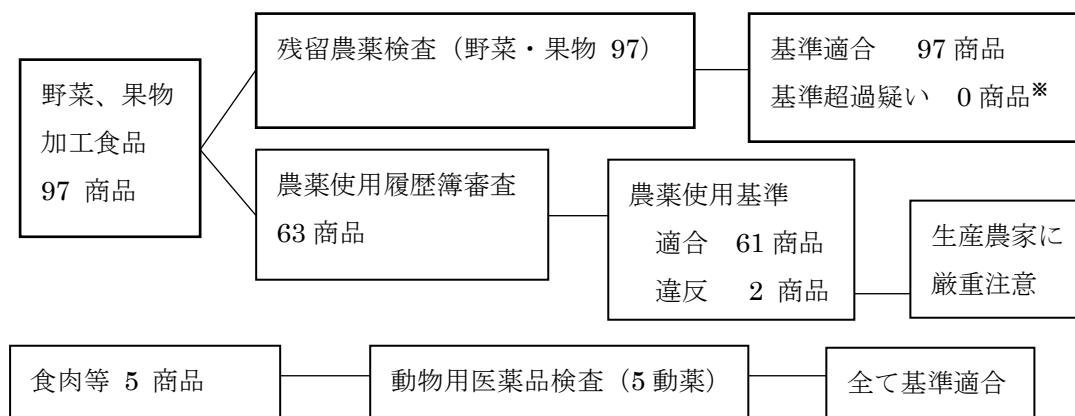 野菜、果物
加工食品
97 商品
残留農薬検査（野菜・果物 97）
基準適合　97 商品
基準超過疑い　0 商品※
農薬使用履歴簿審査
63 商品
農薬使用基準
適合　61 商品
違反　2 商品
生産農家に
厳重注意
食肉等 5 商品
動物用医薬品検査（5 動薬）
全て基準適合